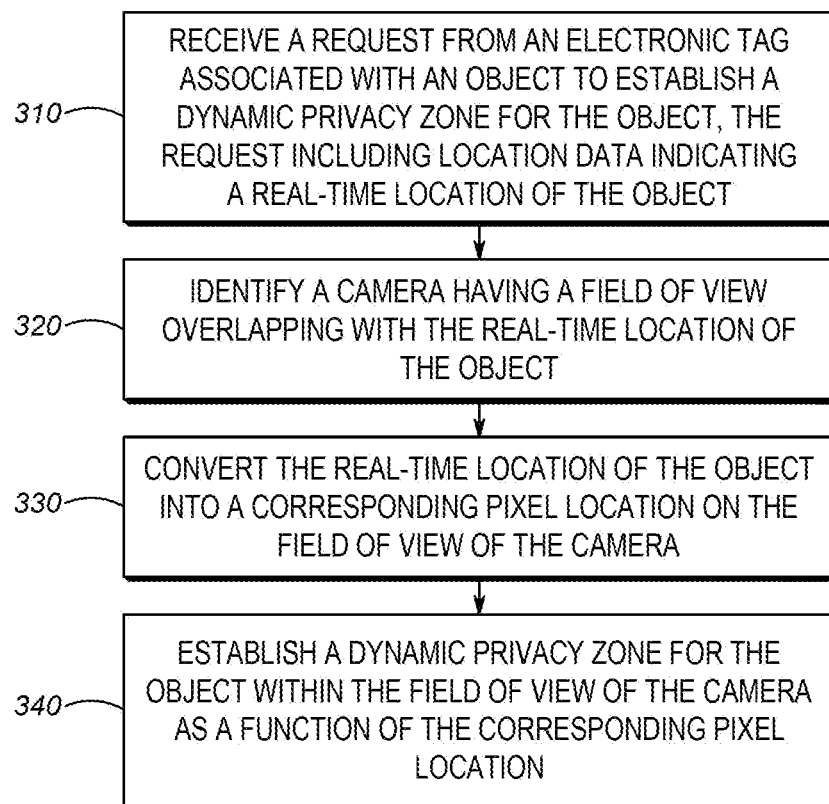 310
RECEIVE A REQUEST FROM AN ELECTRONIC TAG
ASSOCIATED WITH AN OBJECT TO ESTABLISH A
DYNAMIC PRIVACY ZONE FOR THE OBJECT, THE
REQUEST INCLUDING LOCATION DATA INDICATING
A REAL-TIME LOCATION OF THE OBJECT
320
IDENTIFY A CAMERA HAVING A FIELD OF VIEW
OVERLAPPING WITH THE REAL-TIME LOCATION OF
THE OBJECT
330
CONVERT THE REAL-TIME LOCATION OF THE OBJECT
INTO A CORRESPONDING PIXEL LOCATION ON THE
FIELD OF VIEW OF THE CAMERA
340
ESTABLISH A DYNAMIC PRIVACY ZONE FOR THE
OBJECT WITHIN THE FIELD OF VIEW OF THE CAMERA
AS A FUNCTION OF THE CORRESPONDING PIXEL
LOCATION